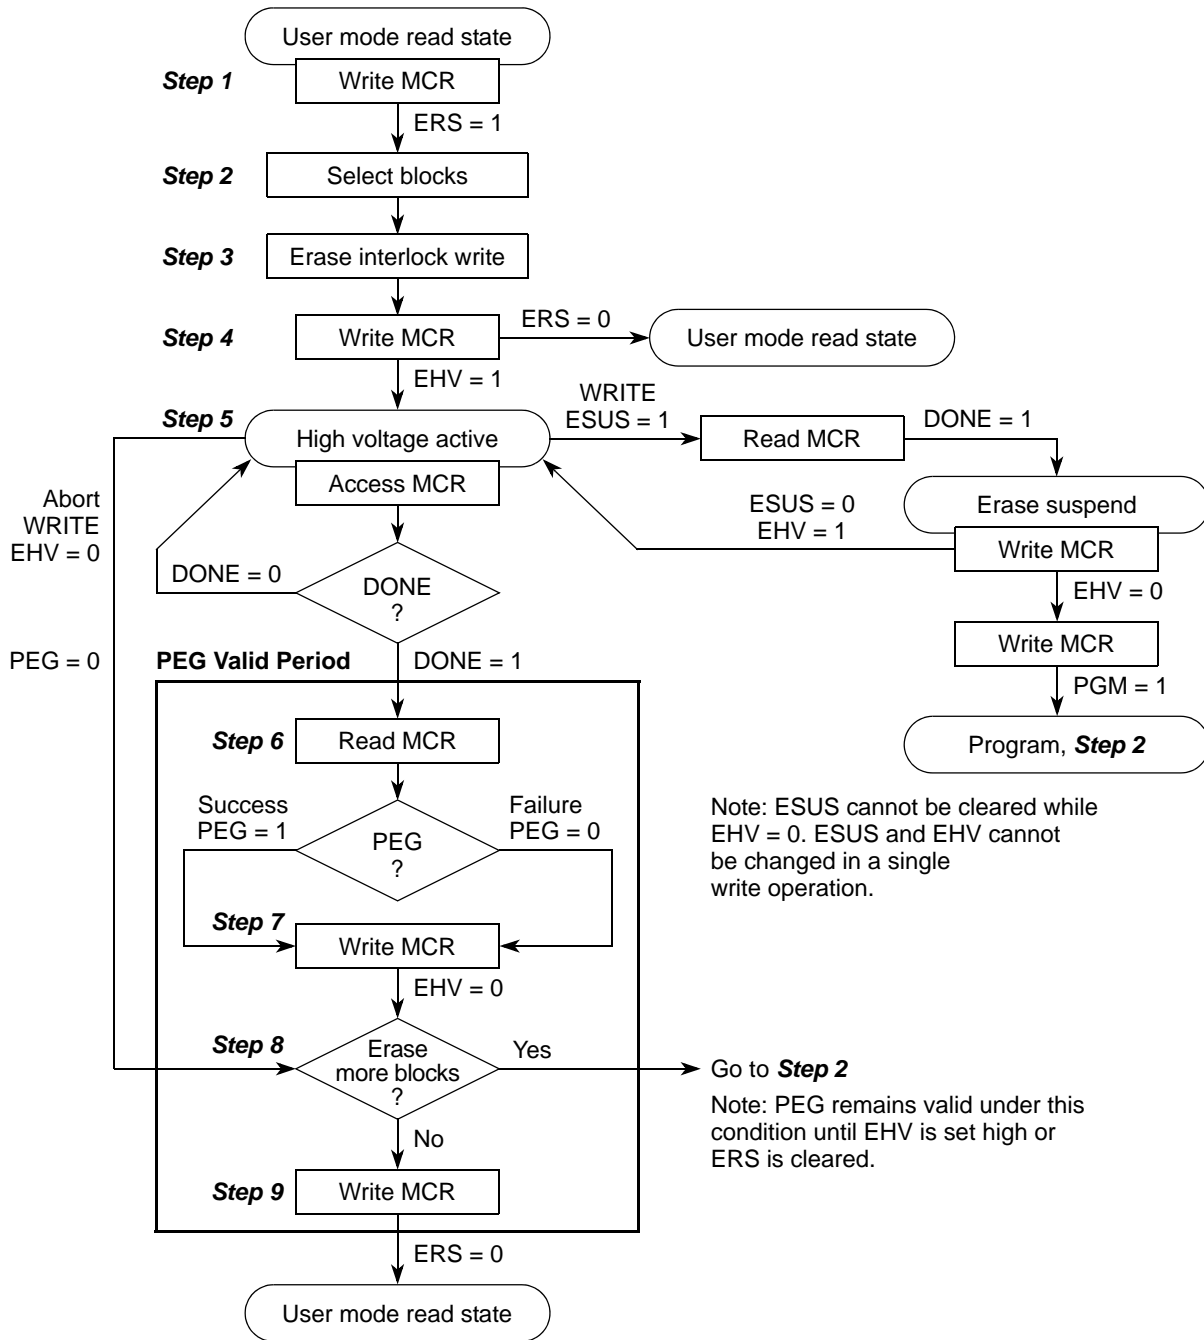 User mode read state
Step 1
Write MCR
ERS = 1
Step 2
Select blocks
Step 3
Erase interlock write
Step 4
Write MCR
ERS = 0
User mode read state
EHV = 1
Step 5
High voltage active
WRITE
ESUS = 1
Read MCR
DONE = 1
Access MCR
Erase suspend
Abort
WRITE
EHV = 0
ESUS = 0
EHV = 1
Write MCR
DONE = 0
DONE
?
EHV = 0
Write MCR
PEG = 0
PEG Valid Period
DONE = 1
PGM = 1
Step 6
Read MCR
Program, Step 2
Success
PEG = 1
Failure
PEG = 0
PEG
?
Note: ESUS cannot be cleared while
EHV = 0. ESUS and EHV cannot
be changed in a single
write operation.
Step 7
Write MCR
EHV = 0
Step 8
Erase
more blocks
?
Yes
Go to Step 2
Note: PEG remains valid under this
condition until EHV is set high or
ERS is cleared.
No
Step 9
Write MCR
ERS = 0
User mode read state